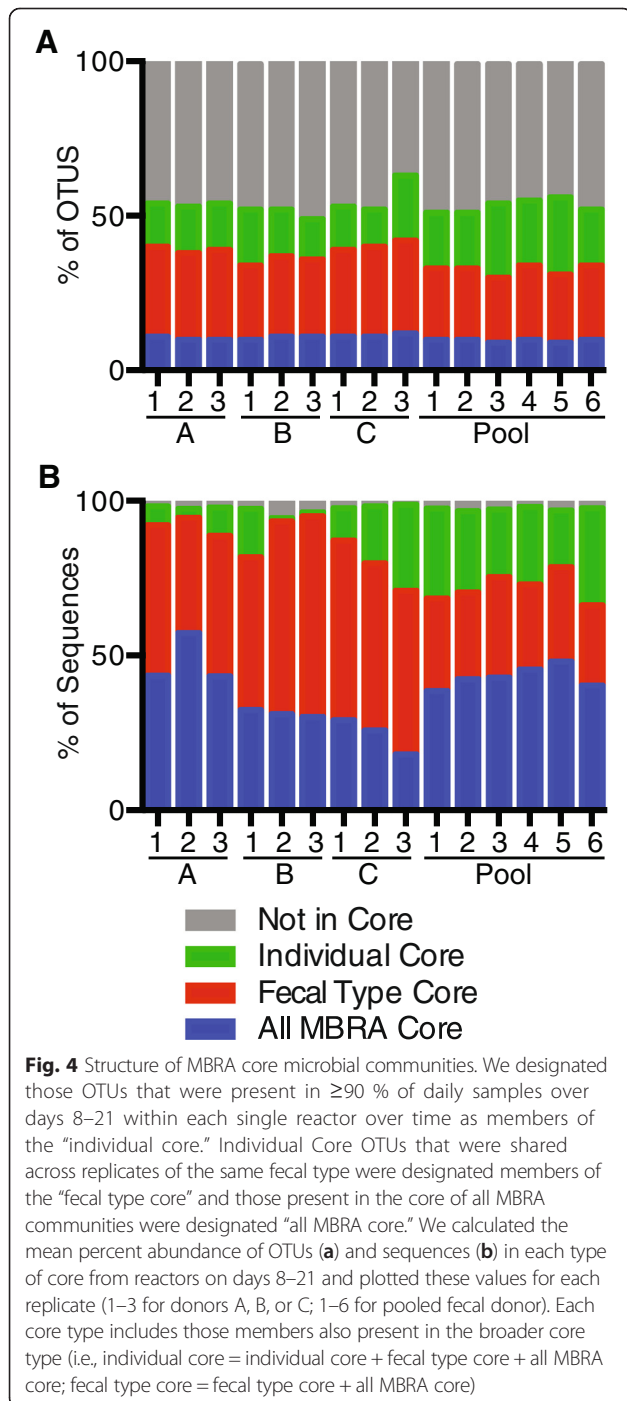 A
100
50
0
% of OTUS
1 2 3 1 2 3 1 2 3 1 2 3 4 5 6
A B C Pool
B
100
50
0
% of Sequences
1 2 3 1 2 3 1 2 3 1 2 3 4 5 6
A B C Pool
Not in Core
Individual Core
Fecal Type Core
All MBRA Core
Fig. 4 Structure of MBRA core microbial communities. We designated
those OTUs that were present in ≥90 % of daily samples over
days 8–21 within each single reactor over time as members of
the “individual core.” Individual Core OTUs that were shared
across replicates of the same fecal type were designated members of
the “fecal type core” and those present in the core of all MBRA
communities were designated “all MBRA core.” We calculated the
mean percent abundance of OTUs (a) and sequences (b) in each type
of core from reactors on days 8–21 and plotted these values for each
replicate (1–3 for donors A, B, or C; 1–6 for pooled fecal donor). Each
core type includes those members also present in the broader core
type (i.e., individual core = individual core + fecal type core + all MBRA
core; fecal type core = fecal type core + all MBRA core)